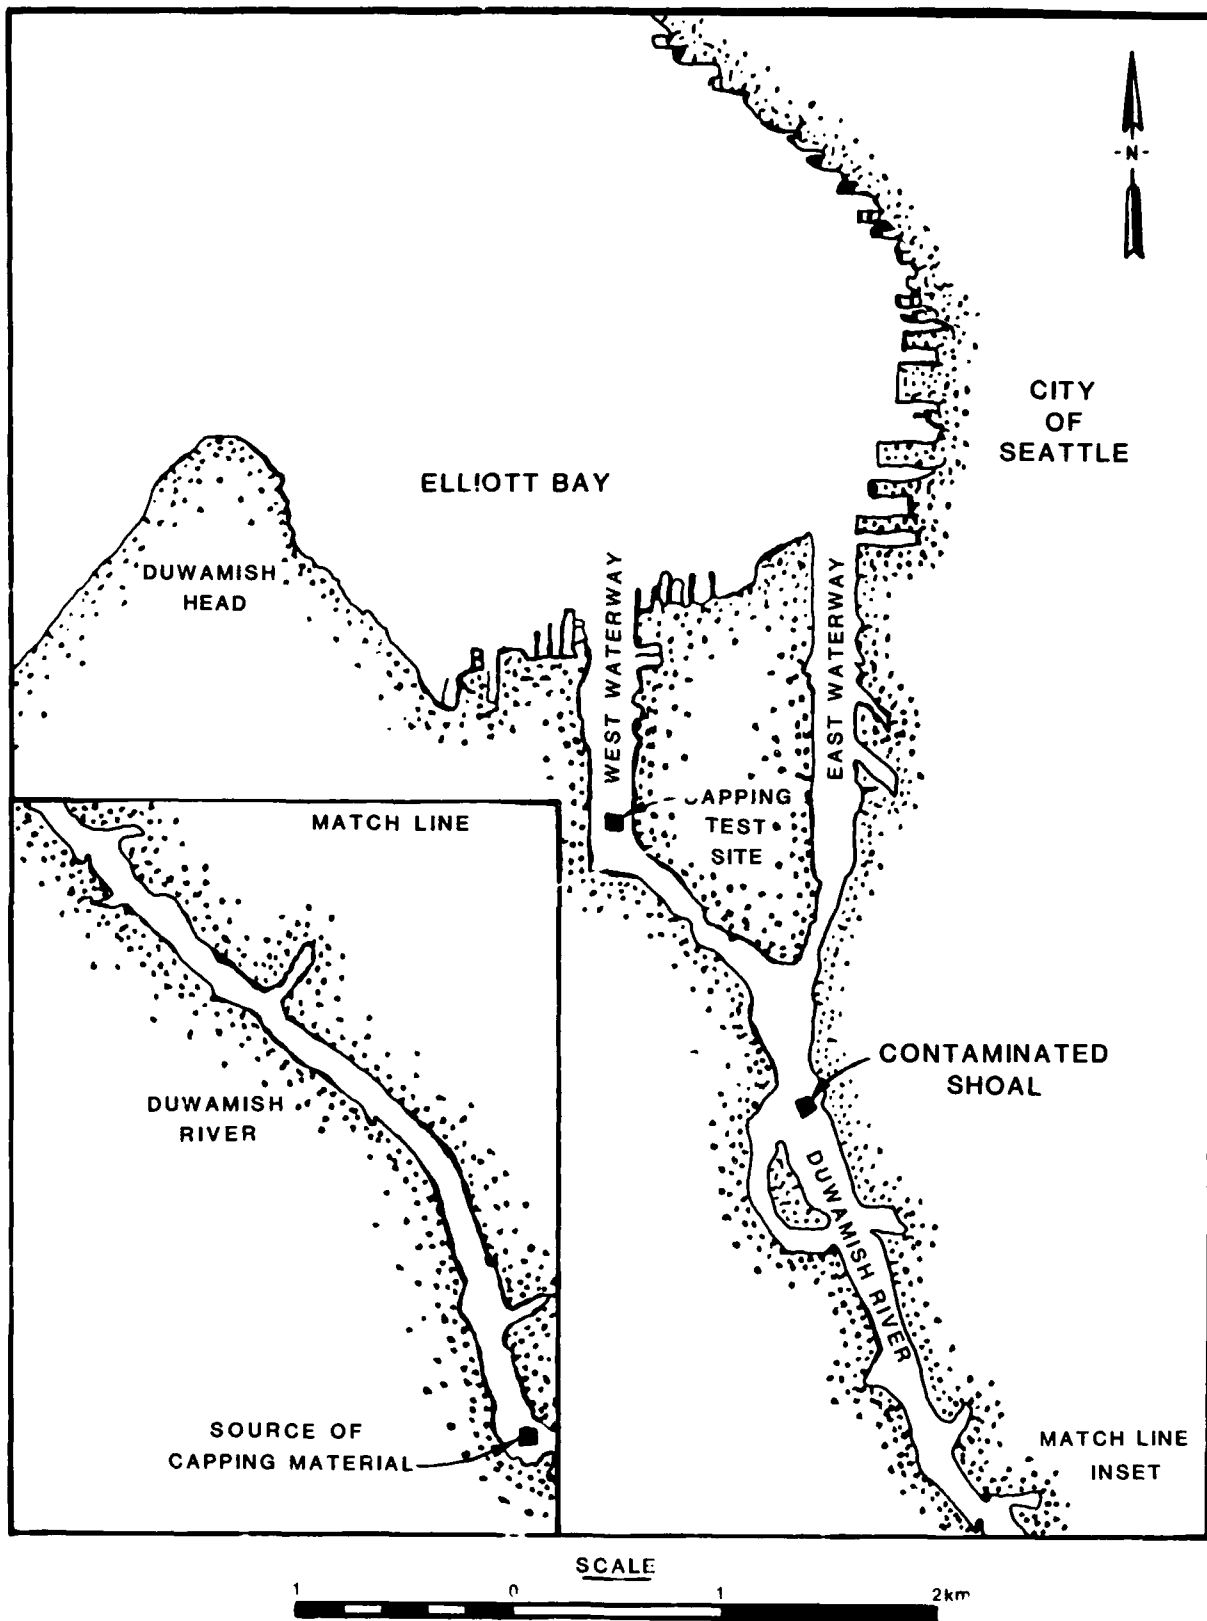 -N-
CITY
OF
SEATTLE
ELLIOTT BAY
DUWAMISH
HEAD
WEST WATERWAY
EAST WATERWAY
CAPPING
TEST
SITE
MATCH LINE
DUWAMISH
RIVER
CONTAMINATED
SHOAL
DUWAMISH RIVER
SOURCE OF
CAPPING MATERIAL
MATCH LINE
INSET
SCALE
1 0 1 2km